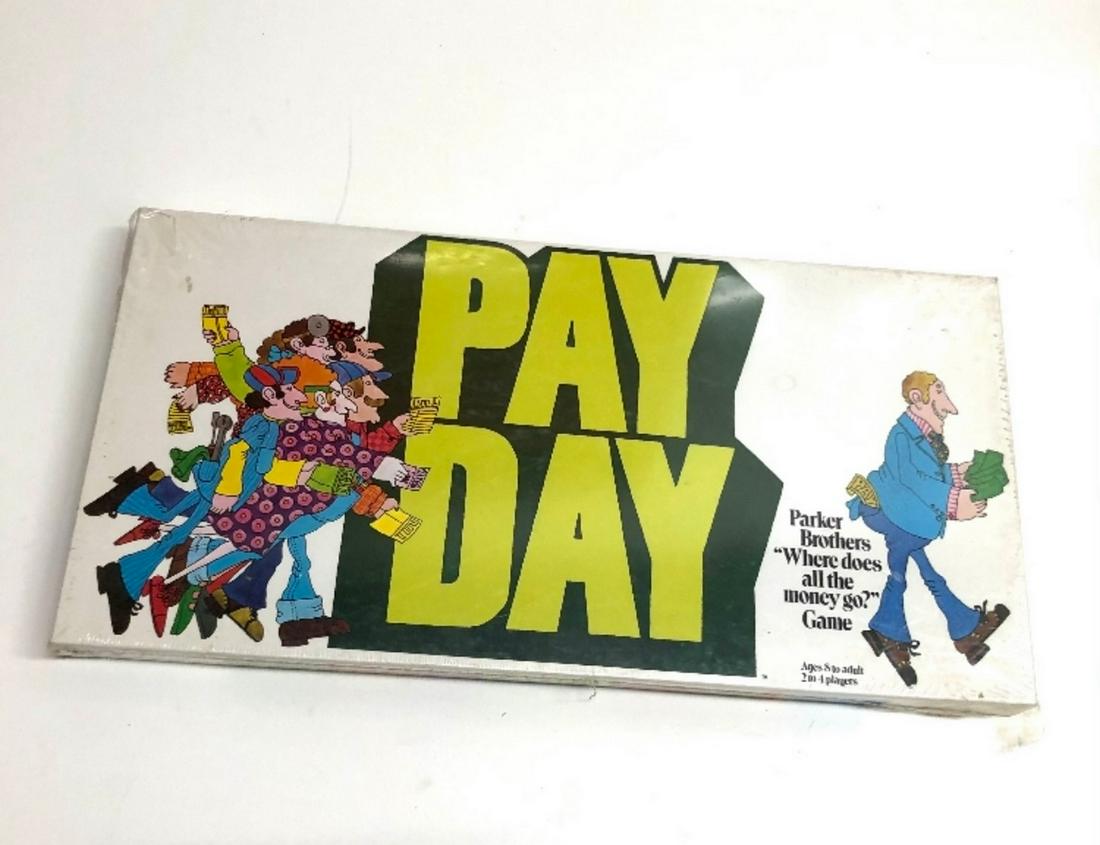 PAY
DAY
Parker
Brothers
"Where does
all the
money go?"
Game
Ages 8 to adult
2 to 4 players